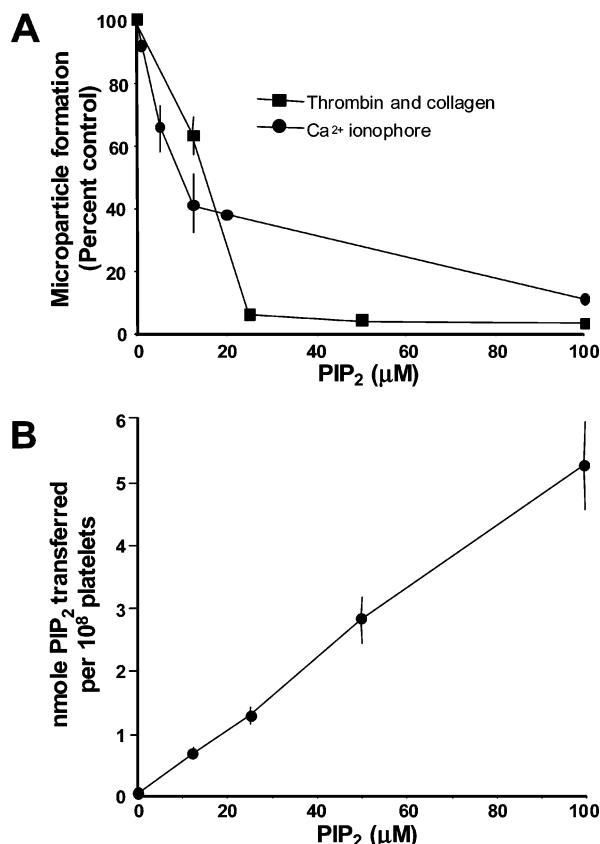 A
Microparticle formation
(Percent control)
100
80
60
40
20
0
Thrombin and collagen
Ca2+ ionophore
0 20 40 60 80 100
PIP2 (μM)
B
nmole PIP2 transferred
per 10⁸ platelets
6
5
4
3
2
1
0
0 20 40 60 80 100
PIP2 (μM)